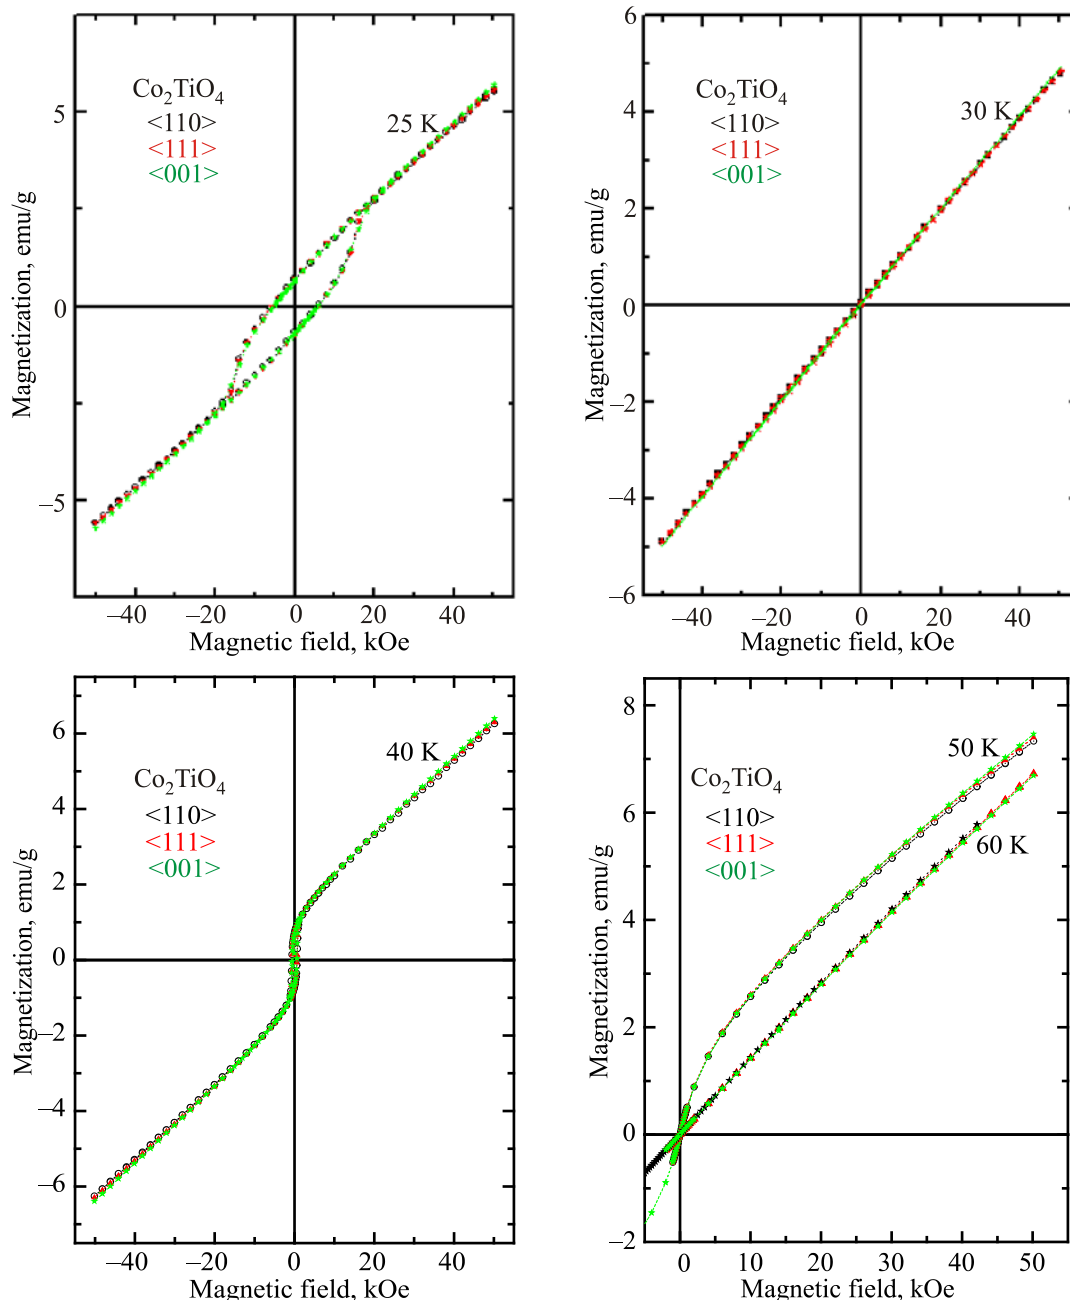 5
0
–5
Magnetization, emu/g
Co2TiO4
<110>
<111>
<001>
25 K
–40 –20 0 20 40
Magnetic field, kOe
6
4
2
0
–2
–4
–6
Magnetization, emu/g
Co2TiO4
<110>
<111>
<001>
30 K
–40 –20 0 20 40
Magnetic field, kOe
6
4
2
0
–2
–4
–6
Magnetization, emu/g
Co2TiO4
<110>
<111>
<001>
40 K
–40 –20 0 20 40
Magnetic field, kOe
8
6
4
2
0
–2
Magnetization, emu/g
Co2TiO4
<110>
<111>
<001>
50 K
60 K
0 10 20 30 40 50
Magnetic field, kOe